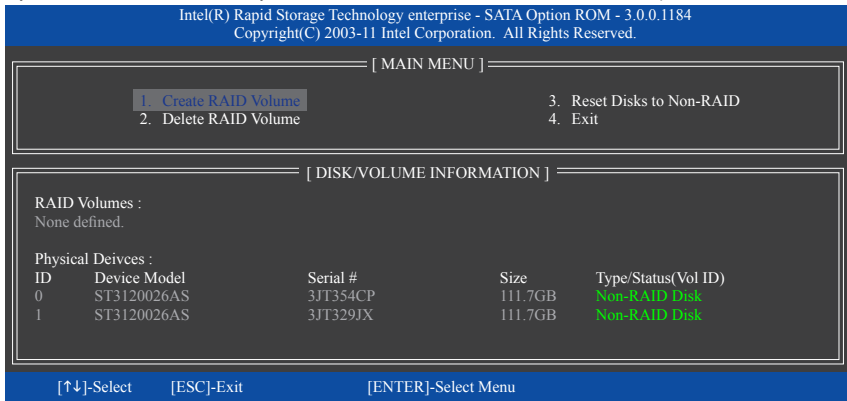 Intel(R) Rapid Storage Technology enterprise - SATA Option ROM - 3.0.0.1184
Copyright(C) 2003-11 Intel Corporation. All Rights Reserved.
[ MAIN MENU ]
1. Create RAID Volume 3. Reset Disks to Non-RAID
2. Delete RAID Volume 4. Exit
[ DISK/VOLUME INFORMATION ]
RAID Volumes :
None defined.
Physical Deivces :
ID Device Model Serial # Size Type/Status(Vol ID)
0 ST3120026AS 3JT354CP 111.7GB Non-RAID Disk
1 ST3120026AS 3JT329JX 111.7GB Non-RAID Disk
[↑↓]-Select [ESC]-Exit [ENTER]-Select Menu